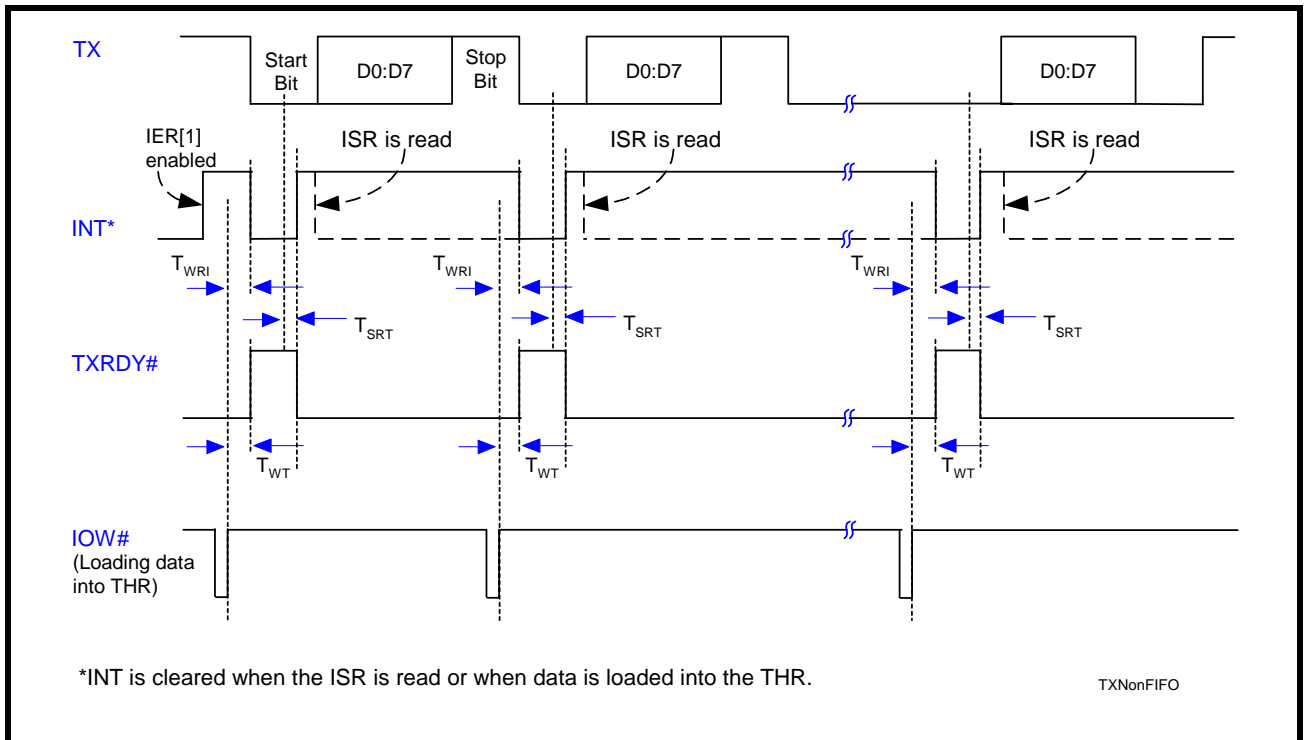 TX
Start
Bit
D0:D7
Stop
Bit
D0:D7
D0:D7
IER[1]
enabled
ISR is read
ISR is read
ISR is read
INT*
TWRI
TWRI
TWRI
TSRT
TSRT
TSRT
TXRDY#
TWT
TWT
TWT
IOW#
(Loading data
into THR)
*INT is cleared when the ISR is read or when data is loaded into the THR.
TXNonFIFO